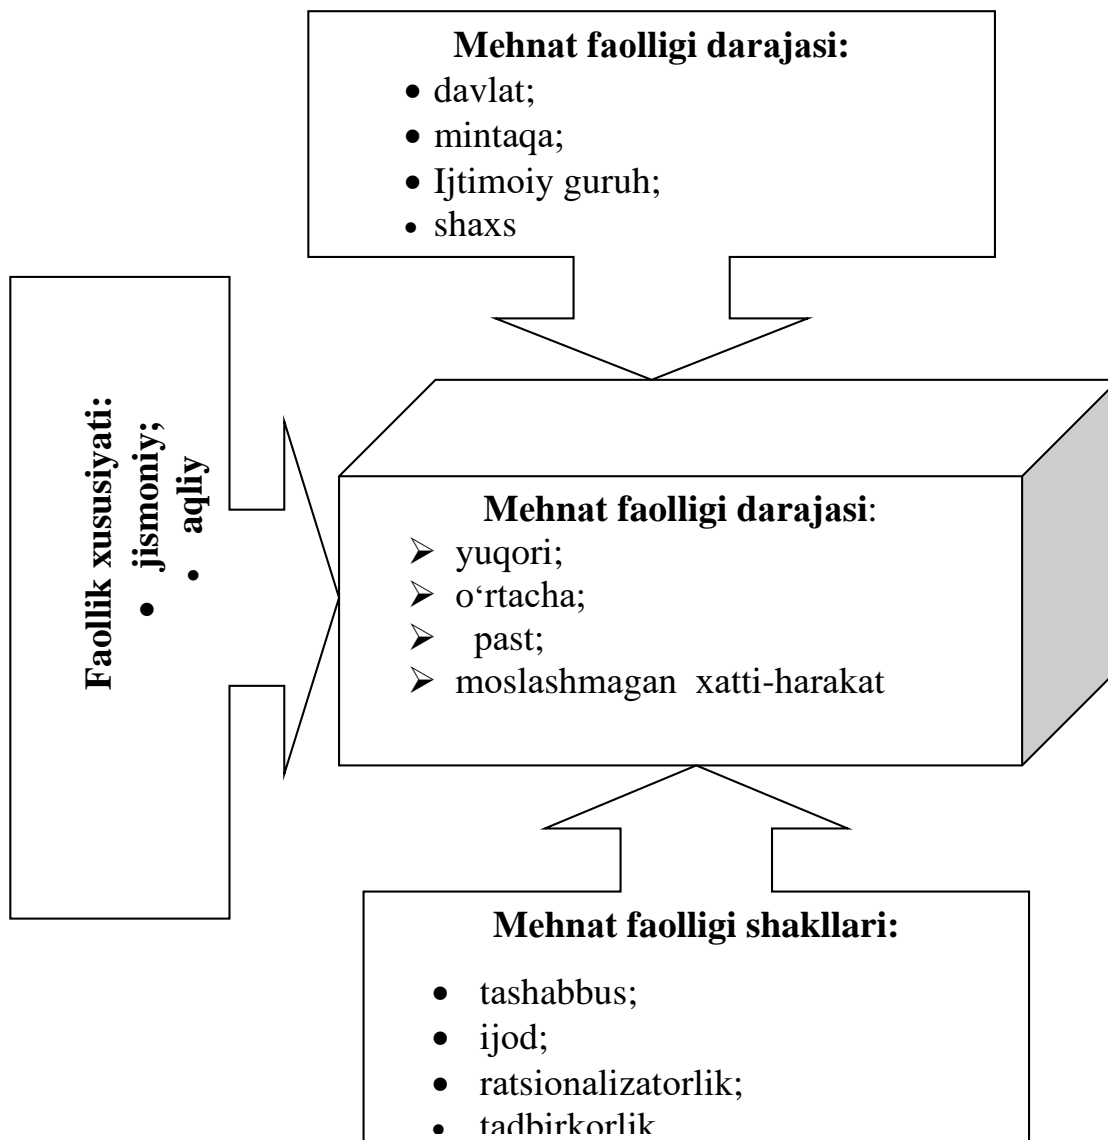 Mehnat faolligi darajasi:
• davlat;
• mintaqa;
• Ijtimoiy guruh;
• shaxs
Faollik xususiyati:
• jismoniy;
• aqliy
Mehnat faolligi darajasi:
➢ yuqori;
➢ o‘rtacha;
➢ past;
➢ moslashmagan xatti-harakat
Mehnat faolligi shakllari:
• tashabbus;
• ijod;
• ratsionalizatorlik;
• tadbirkorlik